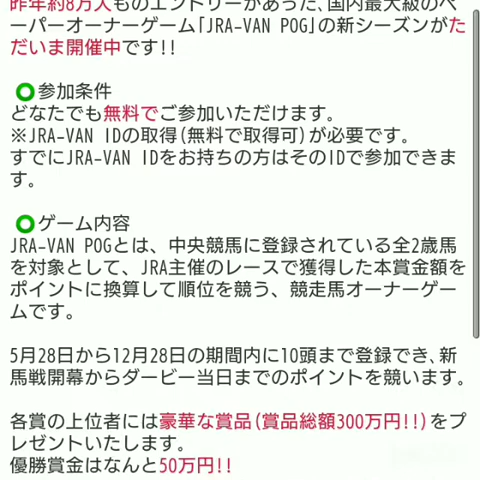 昨年約8万人ものエントリーがあった、国内最大級のペ
ーパーオーナーゲーム「JRA-VAN POG」の新シーズンがた
だいま開催中です!!
参加条件
どなたでも無料でご参加いただけます。
※JRA-VAN IDの取得(無料で取得可)が必要です。
すでにJRA-VAN IDをお持ちの方はそのIDで参加できま
す。
ゲーム内容
JRA-VAN POGとは、中央競馬に登録されている全2歳馬
を対象として、JRA主催のレースで獲得した本賞金額を
ポイントに換算して順位を競う、競走馬オーナーゲー
ムです。
5月28日から12月28日の期間内に10頭まで登録でき、新
馬戦開幕からダービー当日までのポイントを競います。
各賞の上位者には豪華な賞品(賞品総額300万円!!)をプ
レゼントいたします。
優勝賞金はなんと50万円!!